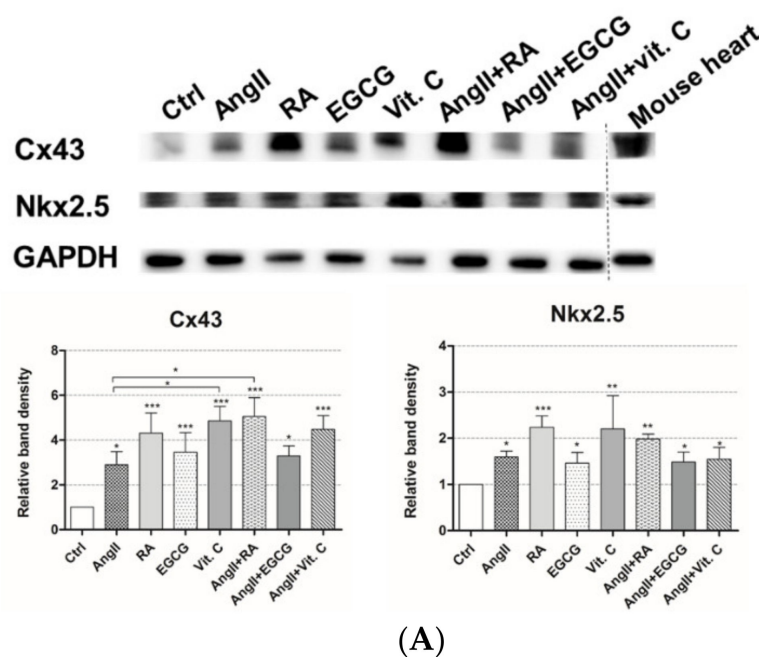 Ctrl AngII RA EGCG Vit. C AngII+RA AngII+EGCG AngII+vit. C Mouse heart
Cx43
Nkx2.5
GAPDH
Cx43
Relative band density
8
6
4
2
0
*
*
* *** *** *** *** * ***
Ctrl AngII RA EGCG Vit. C AngII+RA AngII+EGCG AngII+Vit. C
Nkx2.5
Relative band density
4
3
2
1
0
* *** * ** ** * *
Ctrl AngII RA EGCG Vit. C AngII+RA AngII+EGCG AngII+Vit. C
(A)